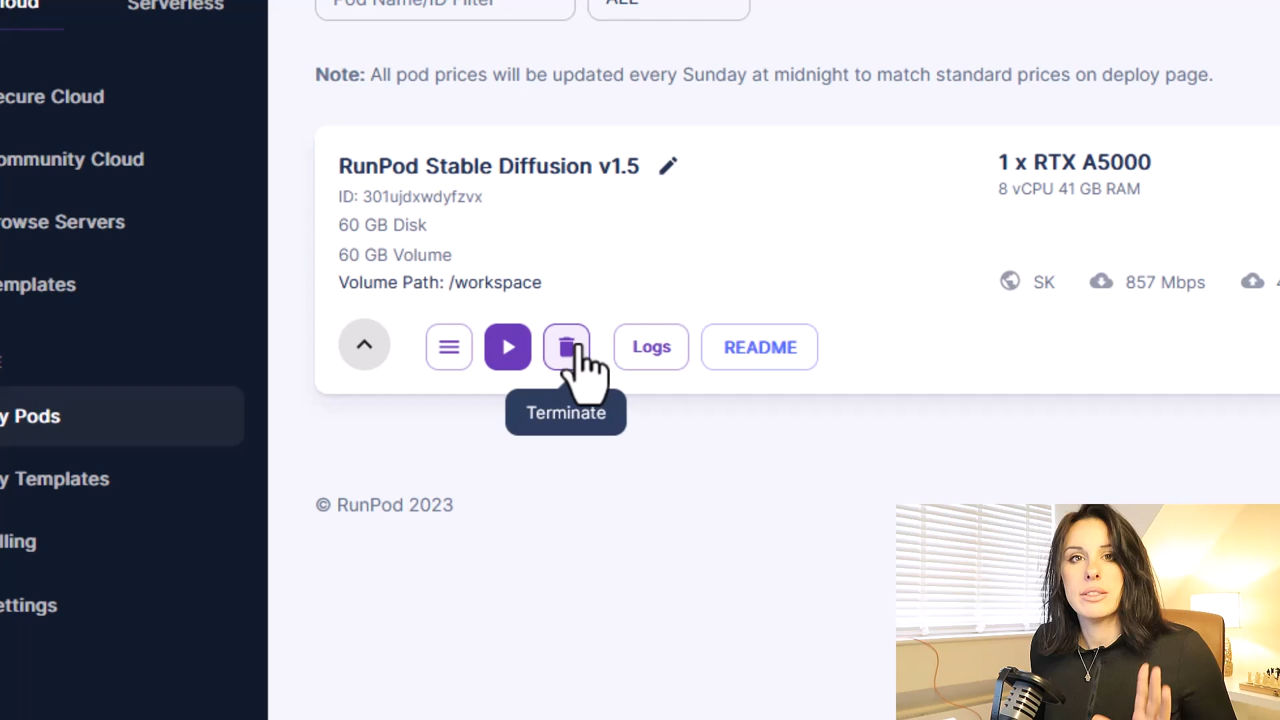 Serverless
Note: All pod prices will be updated every Sunday at midnight to match standard prices on deploy page.
ecure Cloud
ommunity Cloud
rowse Servers
emplates
y Pods
y Templates
lling
ettings
RunPod Stable Diffusion v1.5
ID: 301ujdxwdyfzvx
60 GB Disk
60 GB Volume
Volume Path: /workspace
1 x RTX A5000
8 vCPU 41 GB RAM
SK 857 Mbps
Logs README
Terminate
© RunPod 2023